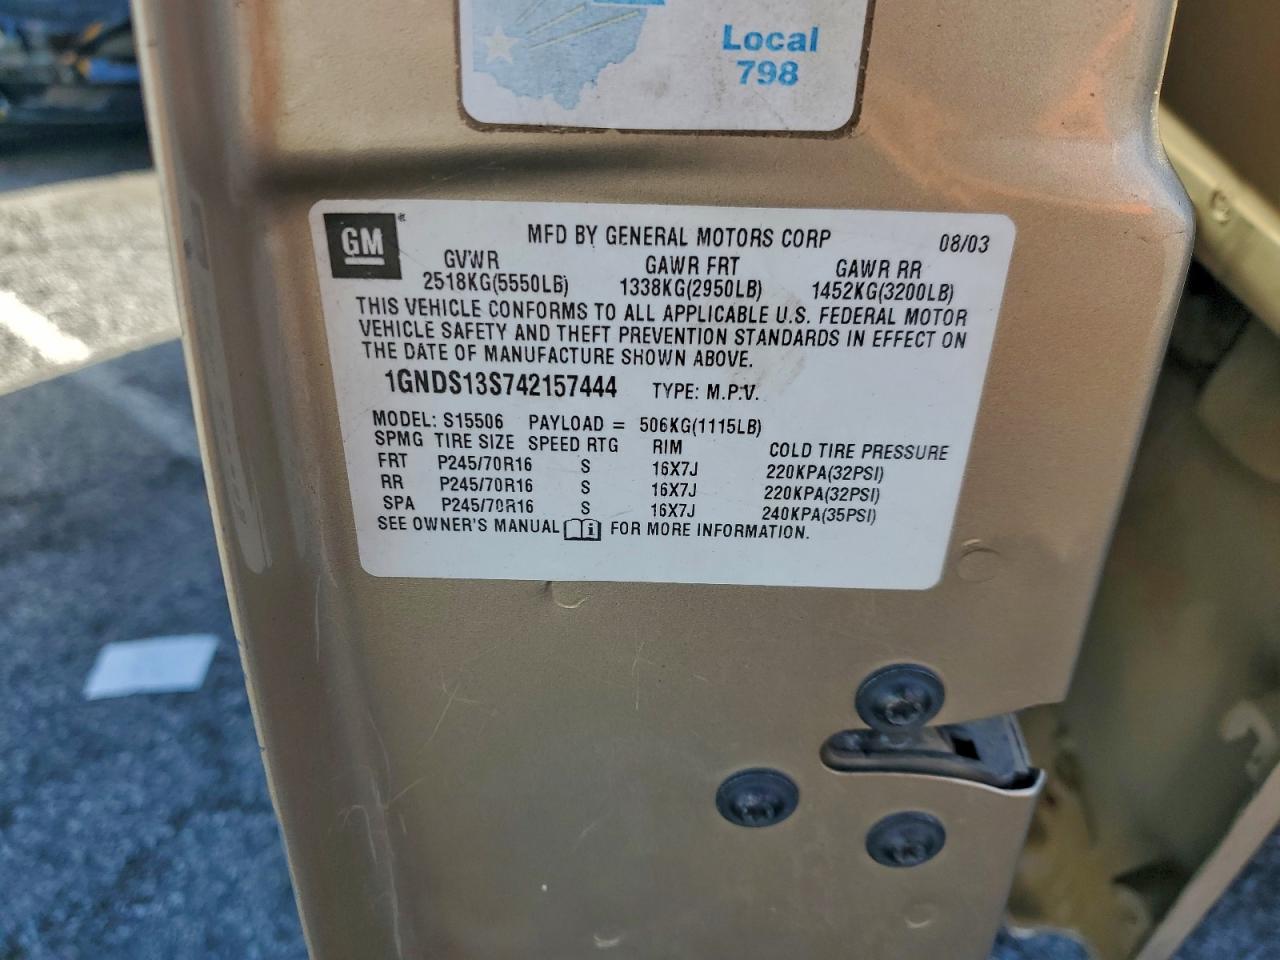 Local
798
GM
MFD BY GENERAL MOTORS CORP 08/03
GVWR GAWR FRT GAWR RR
2518KG(5550LB) 1338KG(2950LB) 1452KG(3200LB)
THIS VEHICLE CONFORMS TO ALL APPLICABLE U.S. FEDERAL MOTOR
VEHICLE SAFETY AND THEFT PREVENTION STANDARDS IN EFFECT ON
THE DATE OF MANUFACTURE SHOWN ABOVE.
1GNDS13S742157444 TYPE: M.P.V.
MODEL: S15506 PAYLOAD = 506KG(1115LB)
SPMG TIRE SIZE SPEED RTG RIM COLD TIRE PRESSURE
FRT P245/70R16 S 16X7J 220KPA(32PSI)
RR P245/70R16 S 16X7J 220KPA(32PSI)
SPA P245/70R16 S 16X7J 240KPA(35PSI)
SEE OWNER'S MANUAL FOR MORE INFORMATION.